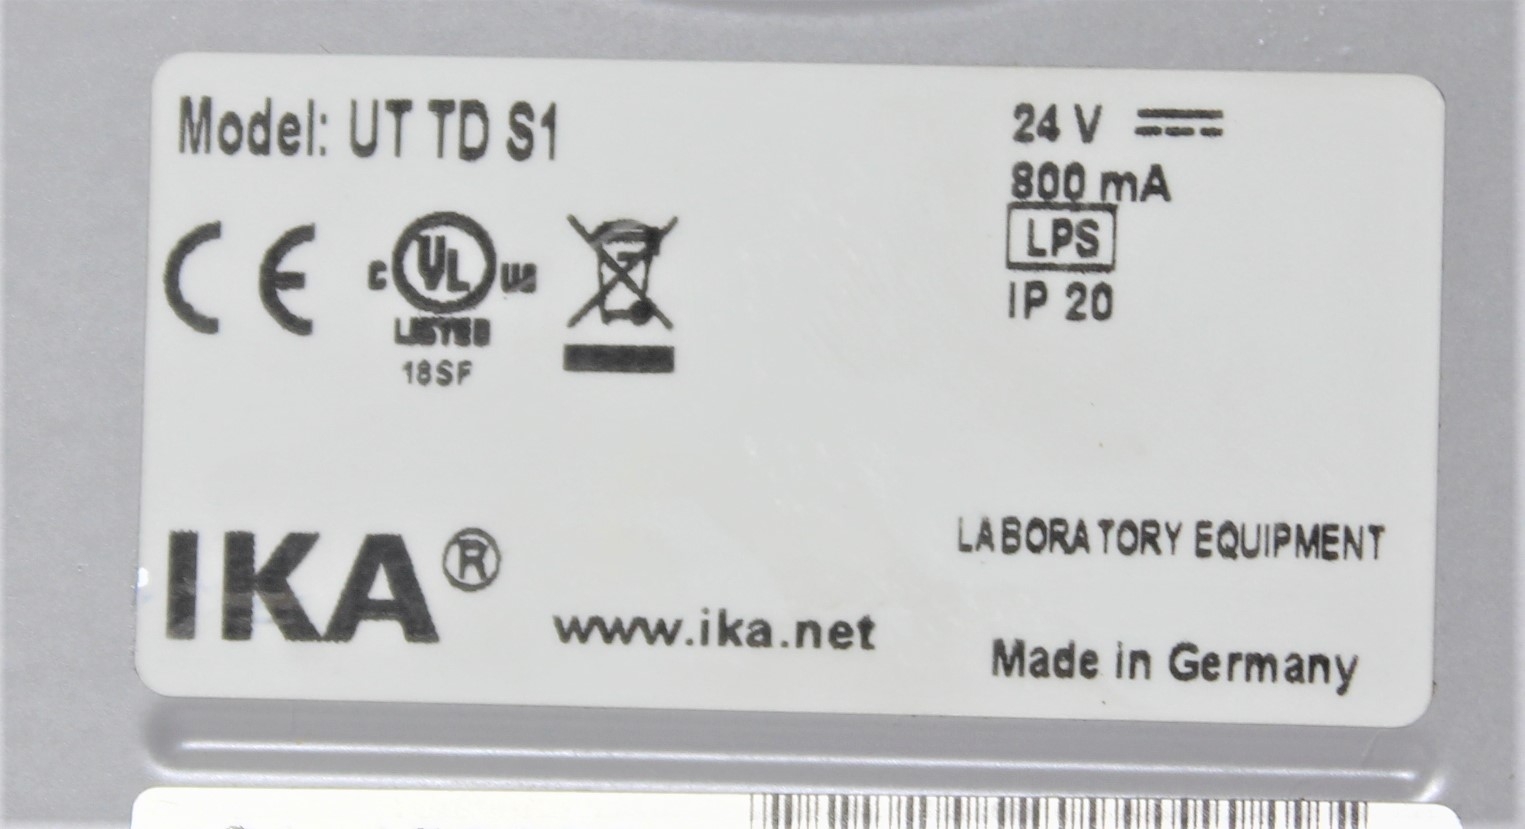 Model: UT TD S1
24 V
800 mA
LPS
IP 20
CE
C UL US
LISTED
18SF
IKA®
www.ika.net
LABORATORY EQUIPMENT
Made in Germany